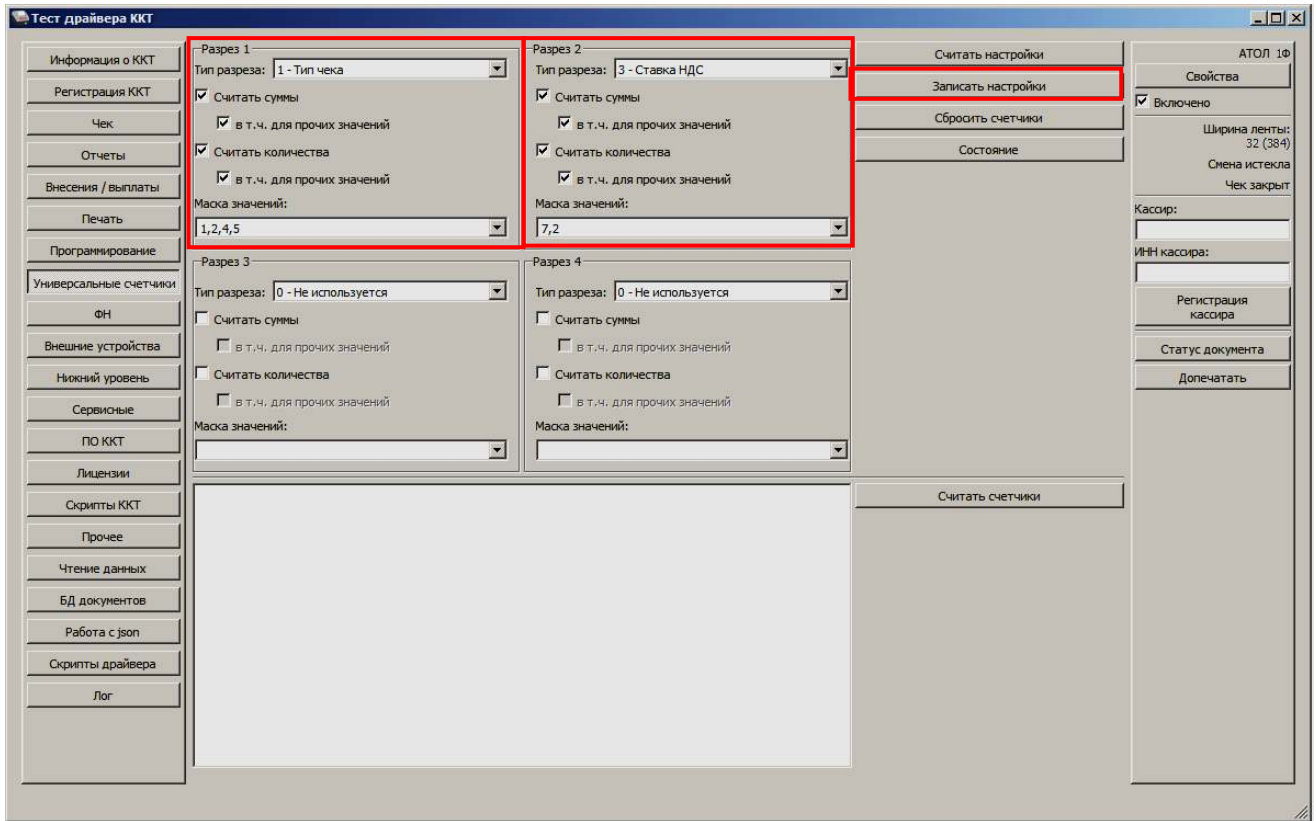 Тест драйвера ККТ
Информация о ККТ
Регистрация ККТ
Чек
Отчеты
Внесения / выплаты
Печать
Программирование
Универсальные счетчики
ФН
Внешние устройства
Нижний уровень
Сервисные
ПО ККТ
Лицензии
Скрипты ККТ
Прочее
Чтение данных
БД документов
Работа с json
Скрипты драйвера
Лог
Разрез 1
Тип разреза: 1 - Тип чека
Считать суммы
в т.ч. для прочих значений
Считать количества
в т.ч. для прочих значений
Маска значений:
1,2,4,5
Разрез 2
Тип разреза: 3 - Ставка НДС
Считать суммы
в т.ч. для прочих значений
Считать количества
в т.ч. для прочих значений
Маска значений:
7,2
Разрез 3
Тип разреза: 0 - Не используется
Считать суммы
в т.ч. для прочих значений
Считать количества
в т.ч. для прочих значений
Маска значений:
Разрез 4
Тип разреза: 0 - Не используется
Считать суммы
в т.ч. для прочих значений
Считать количества
в т.ч. для прочих значений
Маска значений:
Считать настройки
Записать настройки
Сбросить счетчики
Состояние
Считать счетчики
АТОЛ 1Ф
Свойства
Включено
Ширина ленты:
32 (384)
Смена истекла
Чек закрыт
Кассир:
ИНН кассира:
Регистрация
кассира
Статус документа
Допечатать